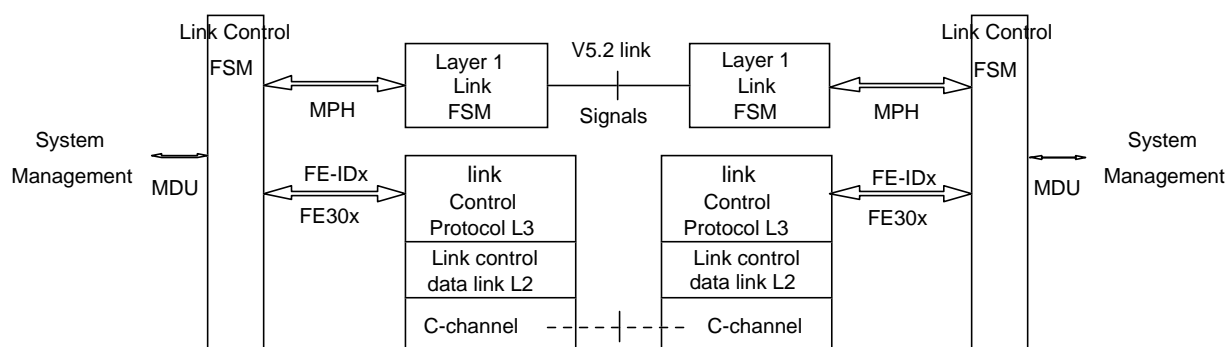 Link Control
FSM
MPH
Layer 1
Link
FSM
V5.2 link
Signals
Layer 1
Link
FSM
MPH
Link Control
FSM
System
Management
MDU
FE-IDx
FE30x
link
Control
Protocol L3
Link control
data link L2
C-channel
link
Control
Protocol L3
Link control
data link L2
C-channel
FE-IDx
FE30x
MDU
System
Management